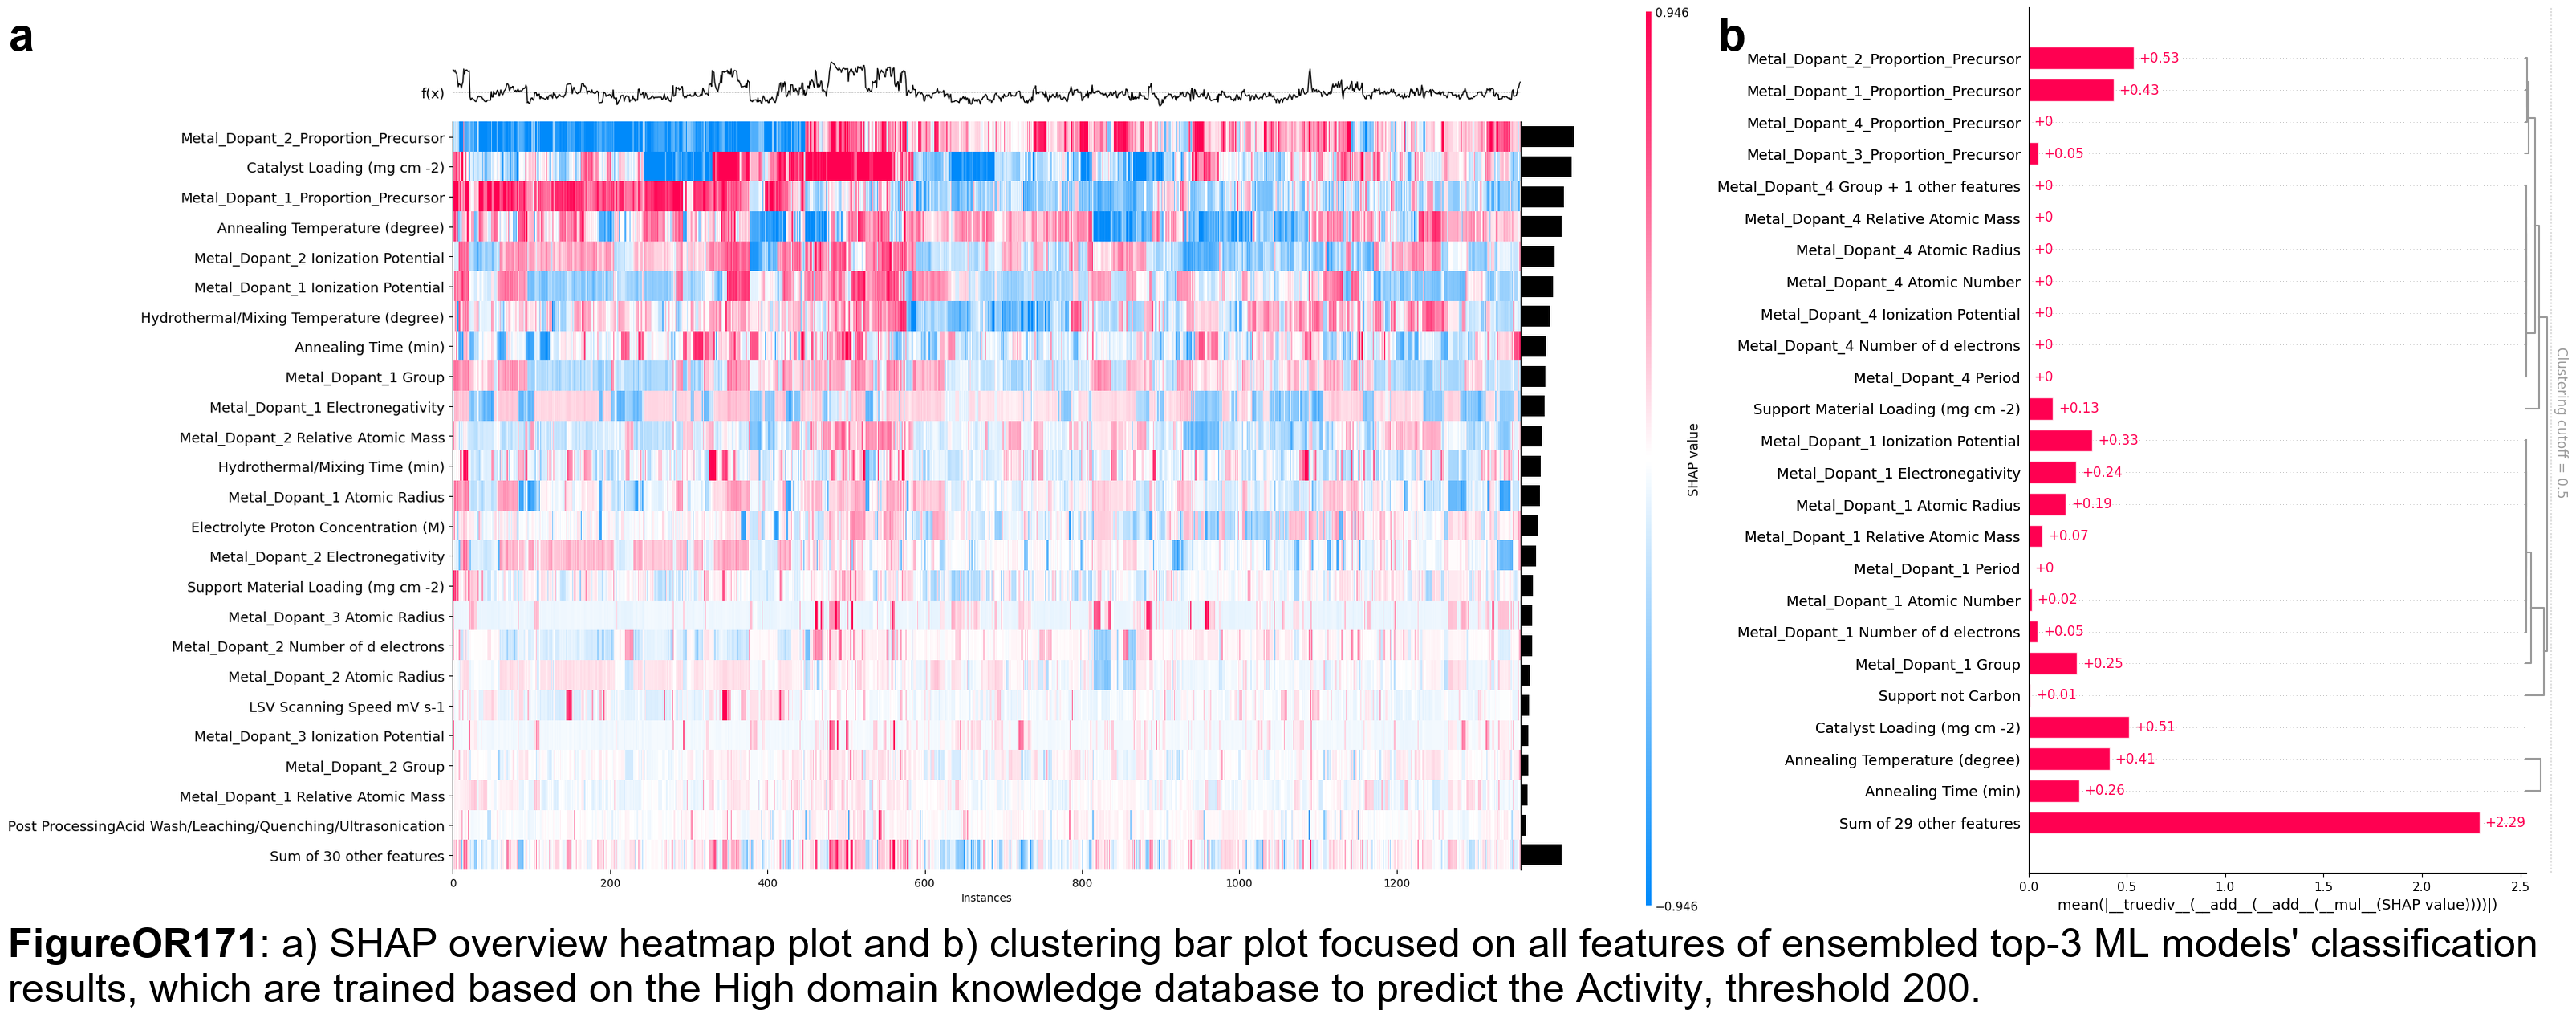 a
f(x)
Metal_Dopant_2_Proportion_Precursor
Catalyst Loading (mg cm -2)
Metal_Dopant_1_Proportion_Precursor
Annealing Temperature (degree)
Metal_Dopant_2 Ionization Potential
Metal_Dopant_1 Ionization Potential
Hydrothermal/Mixing Temperature (degree)
Annealing Time (min)
Metal_Dopant_1 Group
Metal_Dopant_1 Electronegativity
Metal_Dopant_2 Relative Atomic Mass
Hydrothermal/Mixing Time (min)
Metal_Dopant_1 Atomic Radius
Electrolyte Proton Concentration (M)
Metal_Dopant_2 Electronegativity
Support Material Loading (mg cm -2)
Metal_Dopant_3 Atomic Radius
Metal_Dopant_2 Number of d electrons
Metal_Dopant_2 Atomic Radius
LSV Scanning Speed mV s-1
Metal_Dopant_3 Ionization Potential
Metal_Dopant_2 Group
Metal_Dopant_1 Relative Atomic Mass
Post ProcessingAcid Wash/Leaching/Quenching/Ultrasonication
Sum of 30 other features
0 200 400 600 800 1000 1200
Instances
0.946
SHAP value
−0.946
b
Metal_Dopant_2_Proportion_Precursor +0.53
Metal_Dopant_1_Proportion_Precursor +0.43
Metal_Dopant_4_Proportion_Precursor +0
Metal_Dopant_3_Proportion_Precursor +0.05
Metal_Dopant_4 Group + 1 other features +0
Metal_Dopant_4 Relative Atomic Mass +0
Metal_Dopant_4 Atomic Radius +0
Metal_Dopant_4 Atomic Number +0
Metal_Dopant_4 Ionization Potential +0
Metal_Dopant_4 Number of d electrons +0
Metal_Dopant_4 Period +0
Support Material Loading (mg cm -2) +0.13
Metal_Dopant_1 Ionization Potential +0.33
Metal_Dopant_1 Electronegativity +0.24
Metal_Dopant_1 Atomic Radius +0.19
Metal_Dopant_1 Relative Atomic Mass +0.07
Metal_Dopant_1 Period +0
Metal_Dopant_1 Atomic Number +0.02
Metal_Dopant_1 Number of d electrons +0.05
Metal_Dopant_1 Group +0.25
Support not Carbon +0.01
Catalyst Loading (mg cm -2) +0.51
Annealing Temperature (degree) +0.41
Annealing Time (min) +0.26
Sum of 29 other features +2.29
0.0 0.5 1.0 1.5 2.0 2.5
mean(|__truediv__(__add__(__add__(__mul__(SHAP value))))|)
Clustering cutoff = 0.5
FigureOR171: a) SHAP overview heatmap plot and b) clustering bar plot focused on all features of ensembled top-3 ML models' classification
results, which are trained based on the High domain knowledge database to predict the Activity, threshold 200.